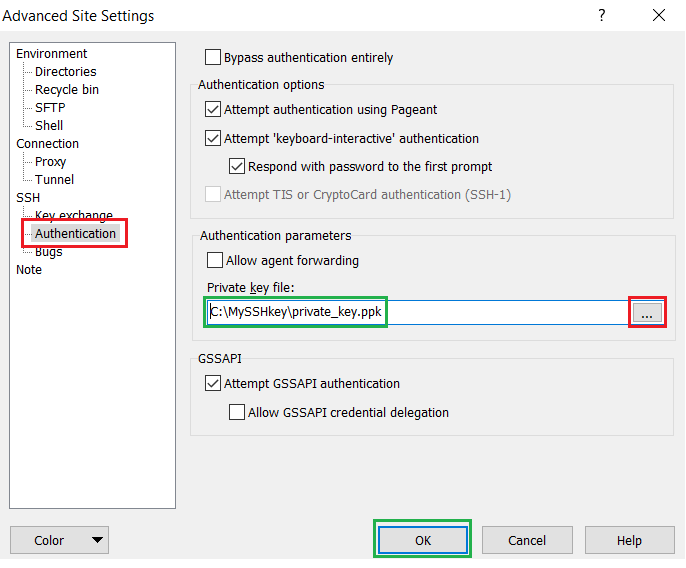 Advanced Site Settings
?
Environment
Directories
Recycle bin
SFTP
Shell
Connection
Proxy
Tunnel
SSH
Key exchange
Authentication
Bugs
Note
Bypass authentication entirely
Authentication options
Attempt authentication using Pageant
Attempt 'keyboard-interactive' authentication
Respond with password to the first prompt
Attempt TIS or CryptoCard authentication (SSH-1)
Authentication parameters
Allow agent forwarding
Private key file:
C:\MySSHkey\private_key.ppk
...
GSSAPI
Attempt GSSAPI authentication
Allow GSSAPI credential delegation
Color
OK
Cancel
Help